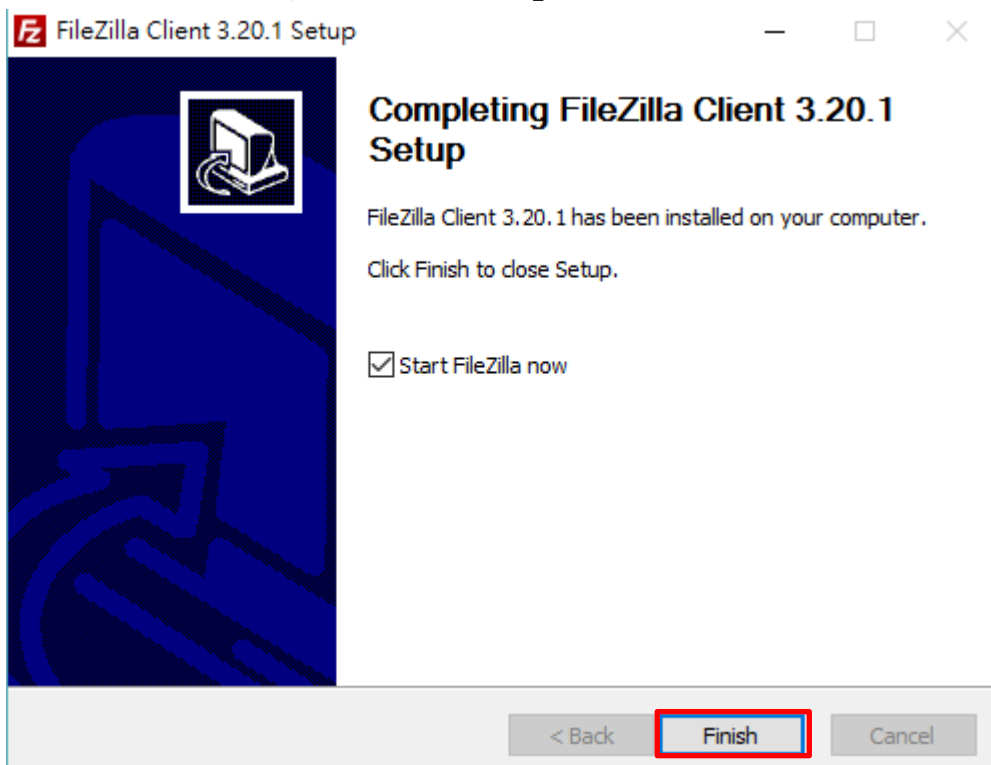 FileZilla Client 3.20.1 Setup
Completing FileZilla Client 3.20.1
Setup
FileZilla Client 3.20.1 has been installed on your computer.
Click Finish to close Setup.
Start FileZilla now
< Back Finish Cancel